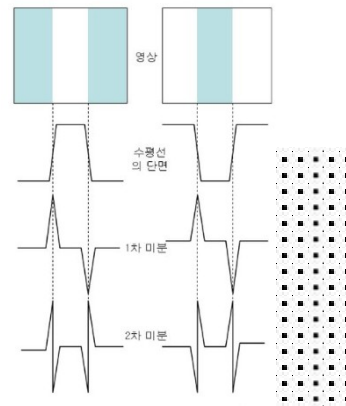 영상
수평선
의 단면
1차 미분
2차 미분